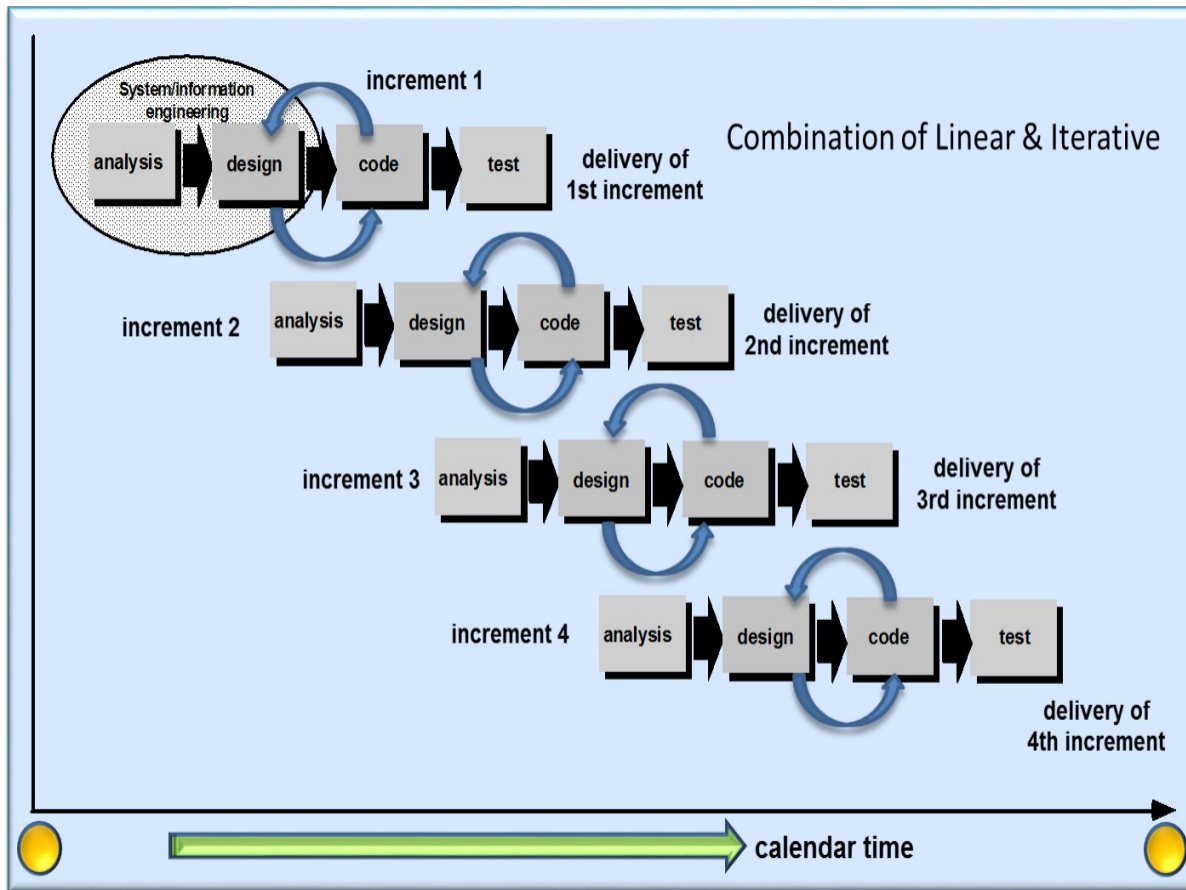 System/information
engineering
increment 1
Combination of Linear & Iterative
analysis
design
code
test
delivery of
1st increment
increment 2
analysis
design
code
test
delivery of
2nd increment
increment 3
analysis
design
code
test
delivery of
3rd increment
increment 4
analysis
design
code
test
delivery of
4th increment
calendar time